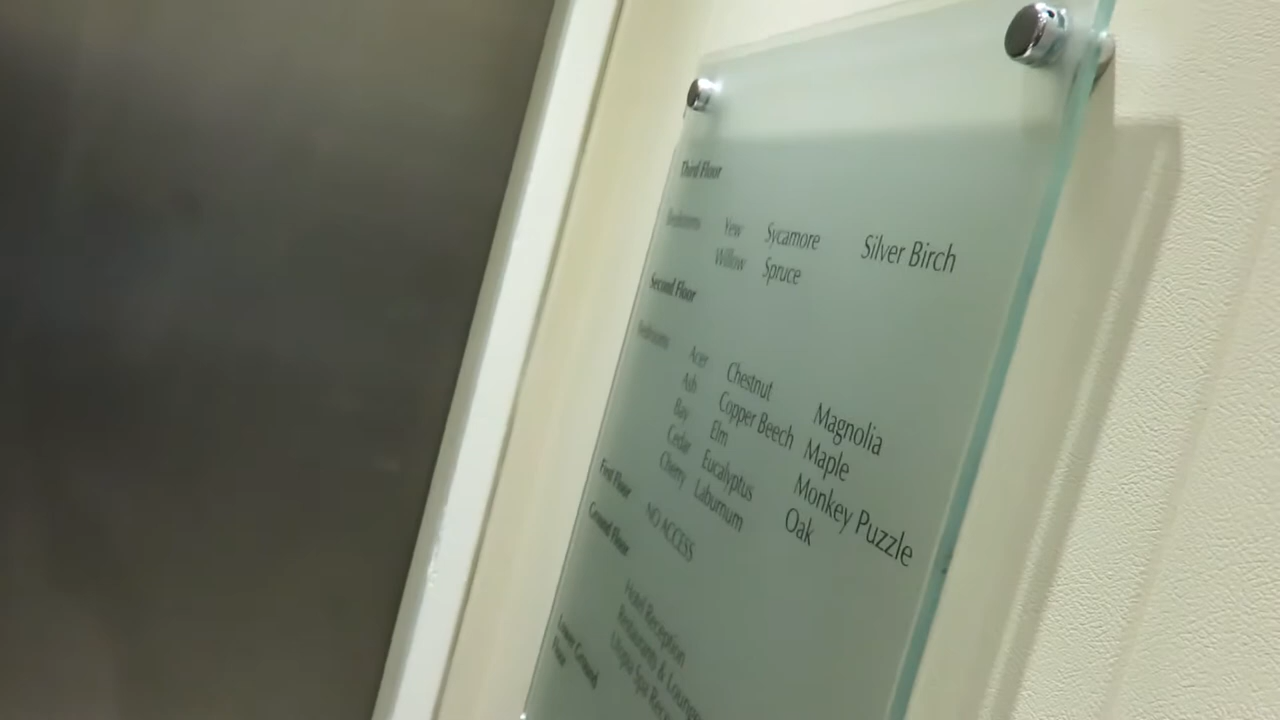 Third Floor
Bedrooms Yew Sycamore Silver Birch
Willow Spruce
Second Floor
Bedrooms Acer Chestnut Magnolia
Ash Copper Beech Maple
Bay Elm Monkey Puzzle
Cedar Eucalyptus Oak
Cherry Laburnum
First Floor NO ACCESS
Ground Floor
Hotel Reception
Restaurants & Lounge
Utopia Spa
Lower Ground
Floor